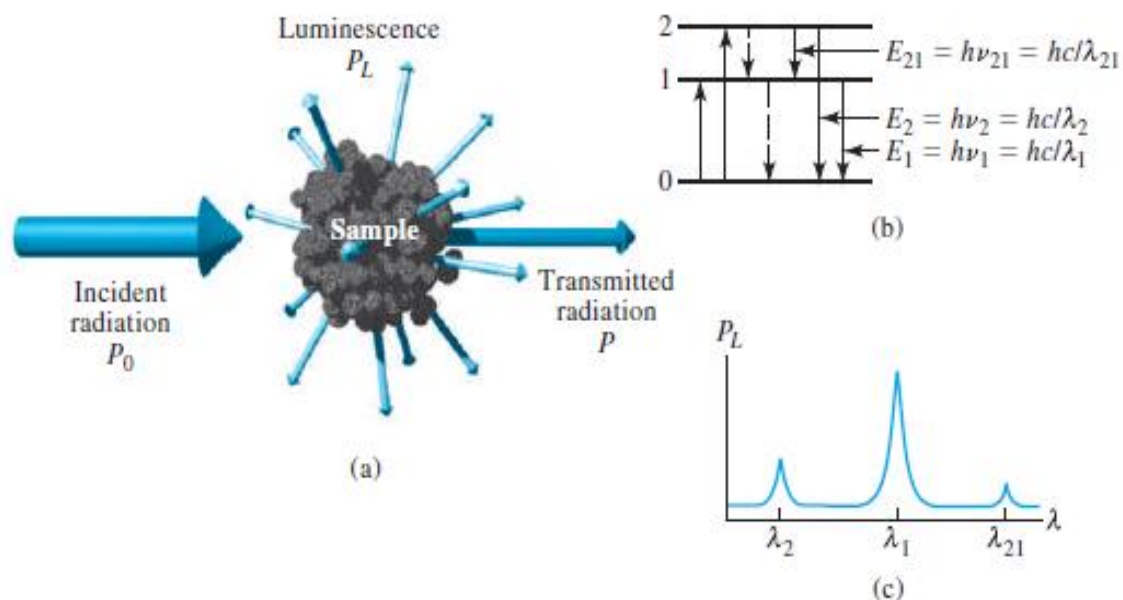 Luminescence
P_L
Incident
radiation
P_0
Sample
Transmitted
radiation
P
(a)
2
1
0
E_21 = hν_21 = hc/λ_21
E_2 = hν_2 = hc/λ_2
E_1 = hν_1 = hc/λ_1
(b)
P_L
λ
λ_2
λ_1
λ_21
(c)